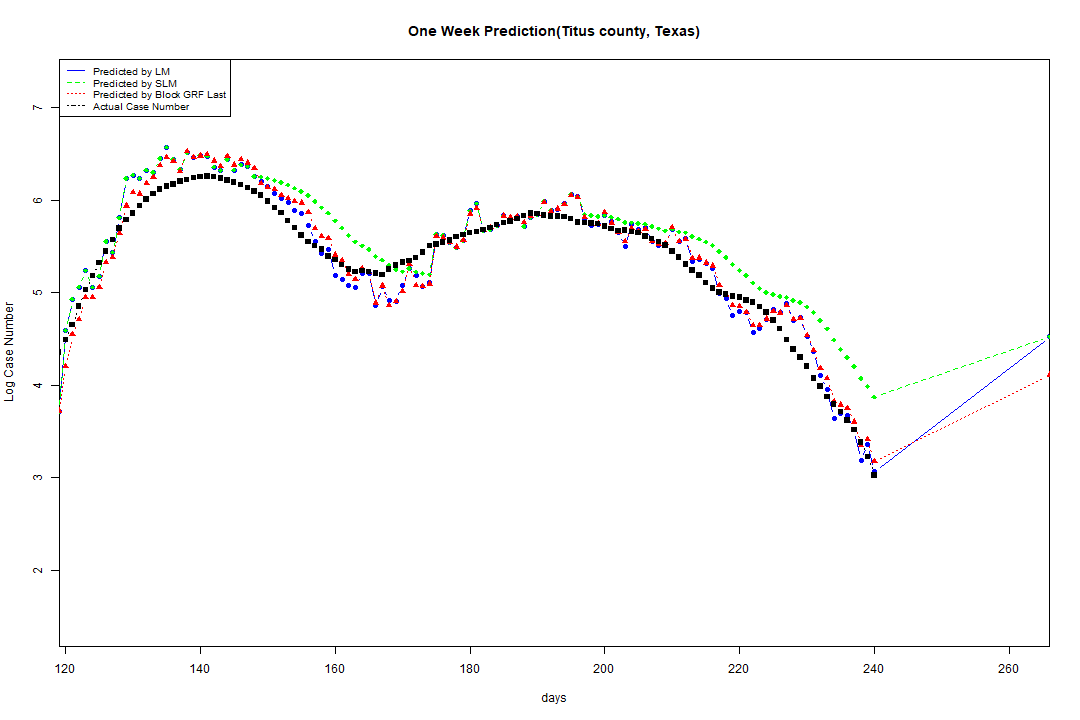 One Week Prediction(Titus county, Texas)
Predicted by LM
Predicted by SLM
Predicted by Block GRF Last
Actual Case Number
7
6
5
4
3
2
Log Case Number
120 140 160 180 200 220 240 260
days